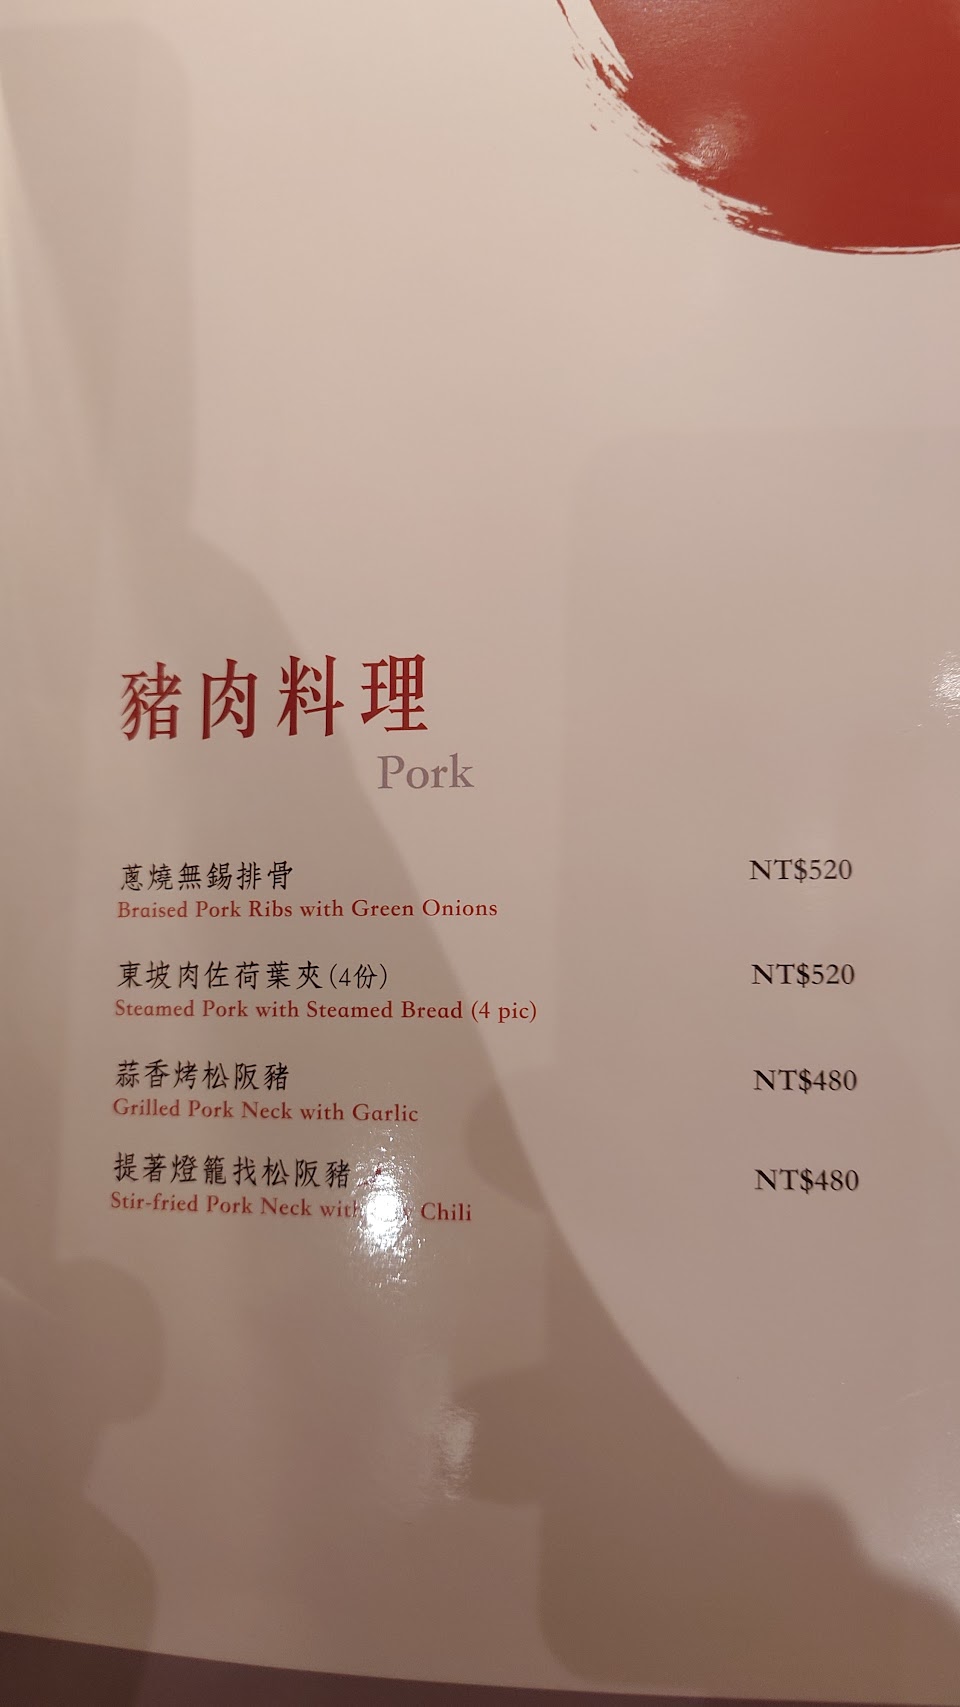 豬肉料理
Pork
蔥燒無錫排骨 NT$520
Braised Pork Ribs with Green Onions
東坡肉佐荷葉夾(4份) NT$520
Steamed Pork with Steamed Bread (4 pic)
蒜香烤松阪豬 NT$480
Grilled Pork Neck with Garlic
提著燈籠找松阪豬 NT$480
Stir-fried Pork Neck with Chili